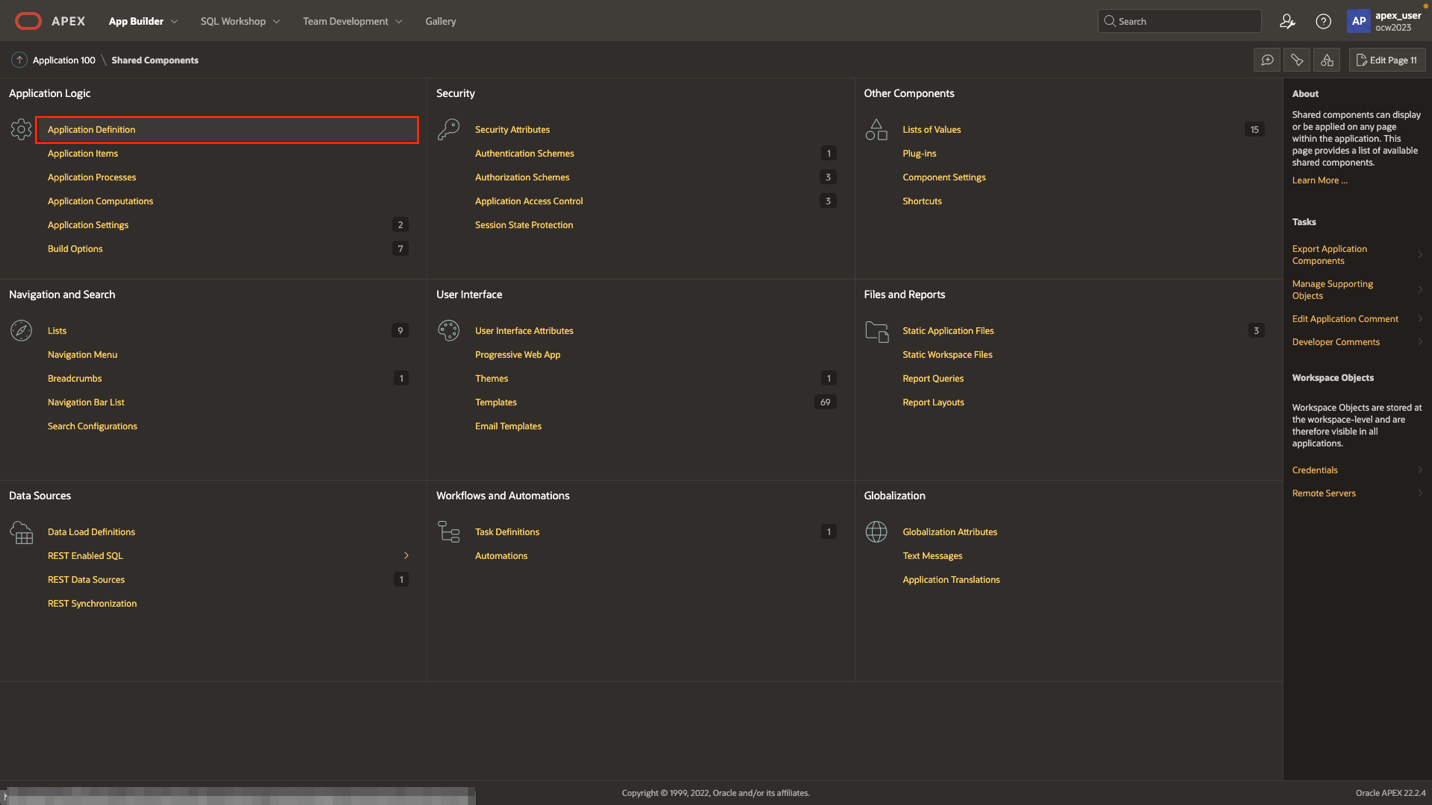 APEX App Builder SQL Workshop Team Development Gallery Search AP apex_user
ocw2023
Application 100 \ Shared Components Edit Page 11
Application Logic
Application Definition
Application Items
Application Processes
Application Computations
Application Settings 2
Build Options 7
Security
Security Attributes
Authentication Schemes 1
Authorization Schemes 3
Application Access Control 3
Session State Protection
Other Components
Lists of Values 15
Plug-ins
Component Settings
Shortcuts
Navigation and Search
Lists 9
Navigation Menu
Breadcrumbs 1
Navigation Bar List
Search Configurations
User Interface
User Interface Attributes
Progressive Web App
Themes 1
Templates 69
Email Templates
Files and Reports
Static Application Files 3
Static Workspace Files
Report Queries
Report Layouts
Data Sources
Data Load Definitions
REST Enabled SQL
REST Data Sources 1
REST Synchronization
Workflows and Automations
Task Definitions 1
Automations
Globalization
Globalization Attributes
Text Messages
Application Translations
About
Shared components can display
or be applied on any page
within the application. This
page provides a list of available
shared components.
Learn More ...
Tasks
Export Application
Components
Manage Supporting
Objects
Edit Application Comment
Developer Comments
Workspace Objects
Workspace Objects are stored at
the workspace-level and are
therefore visible in all
applications.
Credentials
Remote Servers
Copyright © 1999, 2022, Oracle and/or its affiliates.
Oracle APEX 22.2.4